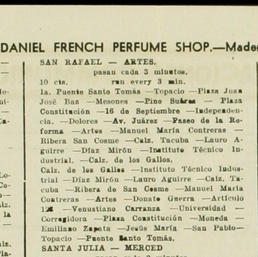 DANIEL FRENCH PERFUME SHOP.—Made
SAN RAFAEL — ARTES.
pasan cada 3 minutos.
10 cts. run every 3 min.
la. Puente Santo Tomás —Topacio —Plaza Juan
José Baz —Mesones —Pino Suárez — Plaza
Constitución —16 de Septiembre —Independen-
cia. —Dolores —Av. Juárez —Paseo de la Re-
forma —Artes —Manuel María Contreras —
Ribera San Cosme —Calz. Tacuba —Lauro A-
guirre —Díaz Mirón —Instituto Técnico In-
dustrial. —Calz. de los Gallos.
Calz. de los Gallos —Instituto Técnico Indus-
trial —Díaz Mirón —Lauro Aguirre —Calz. Ta-
cuba —Ribera de San Cosme —Manuel María
Contreras —Artes —Donato Guerra —Artículo
—Venustiano Carranza —Universidad —
Corregidora —Plaza Constitución —Moneda —
Emiliano Zapata —Jesús María — San Pablo—
Topacio —Puente Santo Tomás.
SANTA JULIA — MERCED